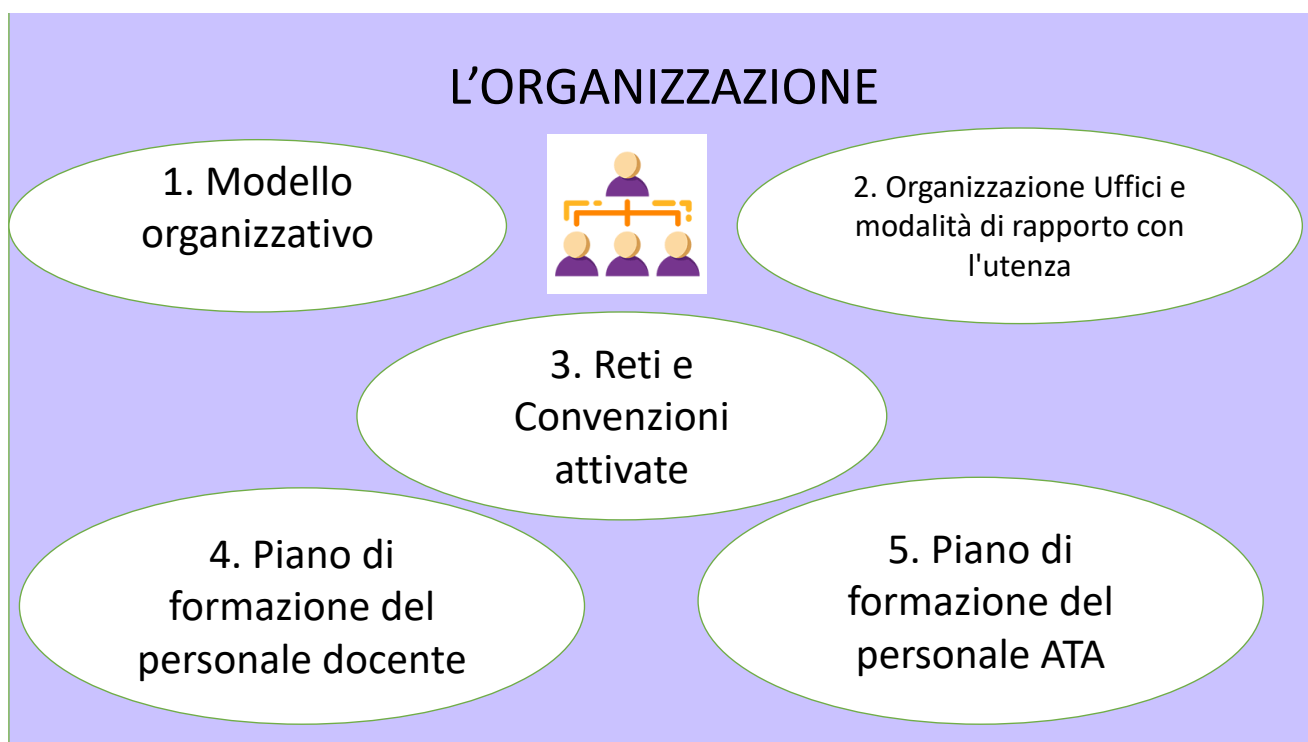 L’ORGANIZZAZIONE
1. Modello
organizzativo
2. Organizzazione Uffici e
modalità di rapporto con
l'utenza
3. Reti e
Convenzioni
attivate
4. Piano di
formazione del
personale docente
5. Piano di
formazione del
personale ATA